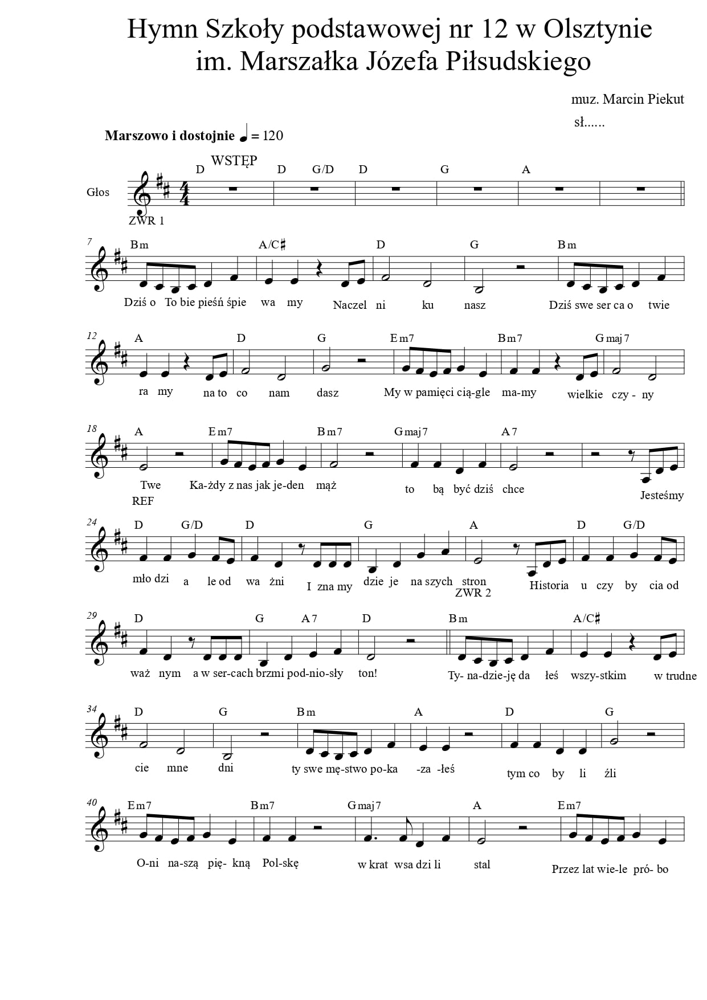 Hymn Szkoły podstawowej nr 12 w Olsztynie
im. Marszałka Józefa Piłsudskiego
muz. Marcin Piekut
sł......
Marszowo i dostojnie ♩ = 120
WSTĘP
D D G/D D G A
Głos
4/4
ZWR 1
7
Bm A/C♯ D G Bm
Dziś o To bie pieśń śpie wa my Naczel ni ku nasz Dziś swe ser ca o twie
12
A D G Em7 Bm7 Gmaj7
ra my na to co nam dasz My w pamięci cią-gle ma-my wielkie czy - ny
18
A Em7 Bm7 Gmaj7 A7
Twe Ka-żdy z nas jak je-den mąż to bą być dziś chce Jesteśmy
REF
24
D G/D D G A D G/D
mło dzi a le od wa żni I zna my dzie je na szych stron Historia u czy by cia od
ZWR 2
29
D G A7 D Bm A/C♯
waż nym a w ser-cach brzmi pod-nio-sły ton! Ty- na-dzie-ję da łeś wszy-stkim w trudne
34
D G Bm A D G
cie mne dni ty swe mę-stwo po-ka -za -łeś tym co by li źli
40
Em7 Bm7 Gmaj7 A Em7
O-ni na-szą pię- kną Pol-skę w krat wsa dzi li stal Przez lat wie-le pró- bo